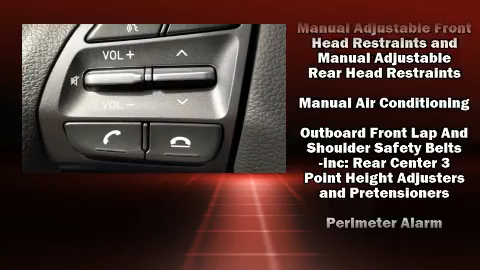 VOL +
VOL -
Manual Adjustable Front
Head Restraints and
Manual Adjustable
Rear Head Restraints
Manual Air Conditioning
Outboard Front Lap And
Shoulder Safety Belts
-inc: Rear Center 3
Point Height Adjusters
and Pretensioners
Perimeter Alarm